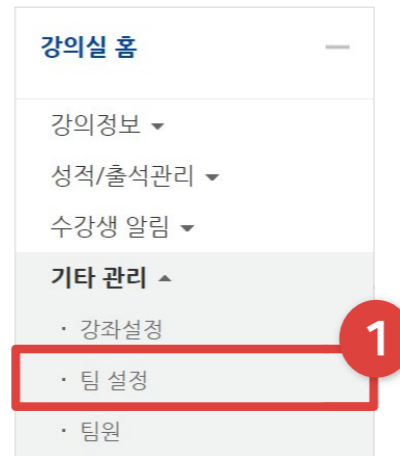 강의실 홈
강의정보
성적/출석관리
수강생 알림
기타 관리
· 강좌설정
1
· 팀 설정
· 팀원